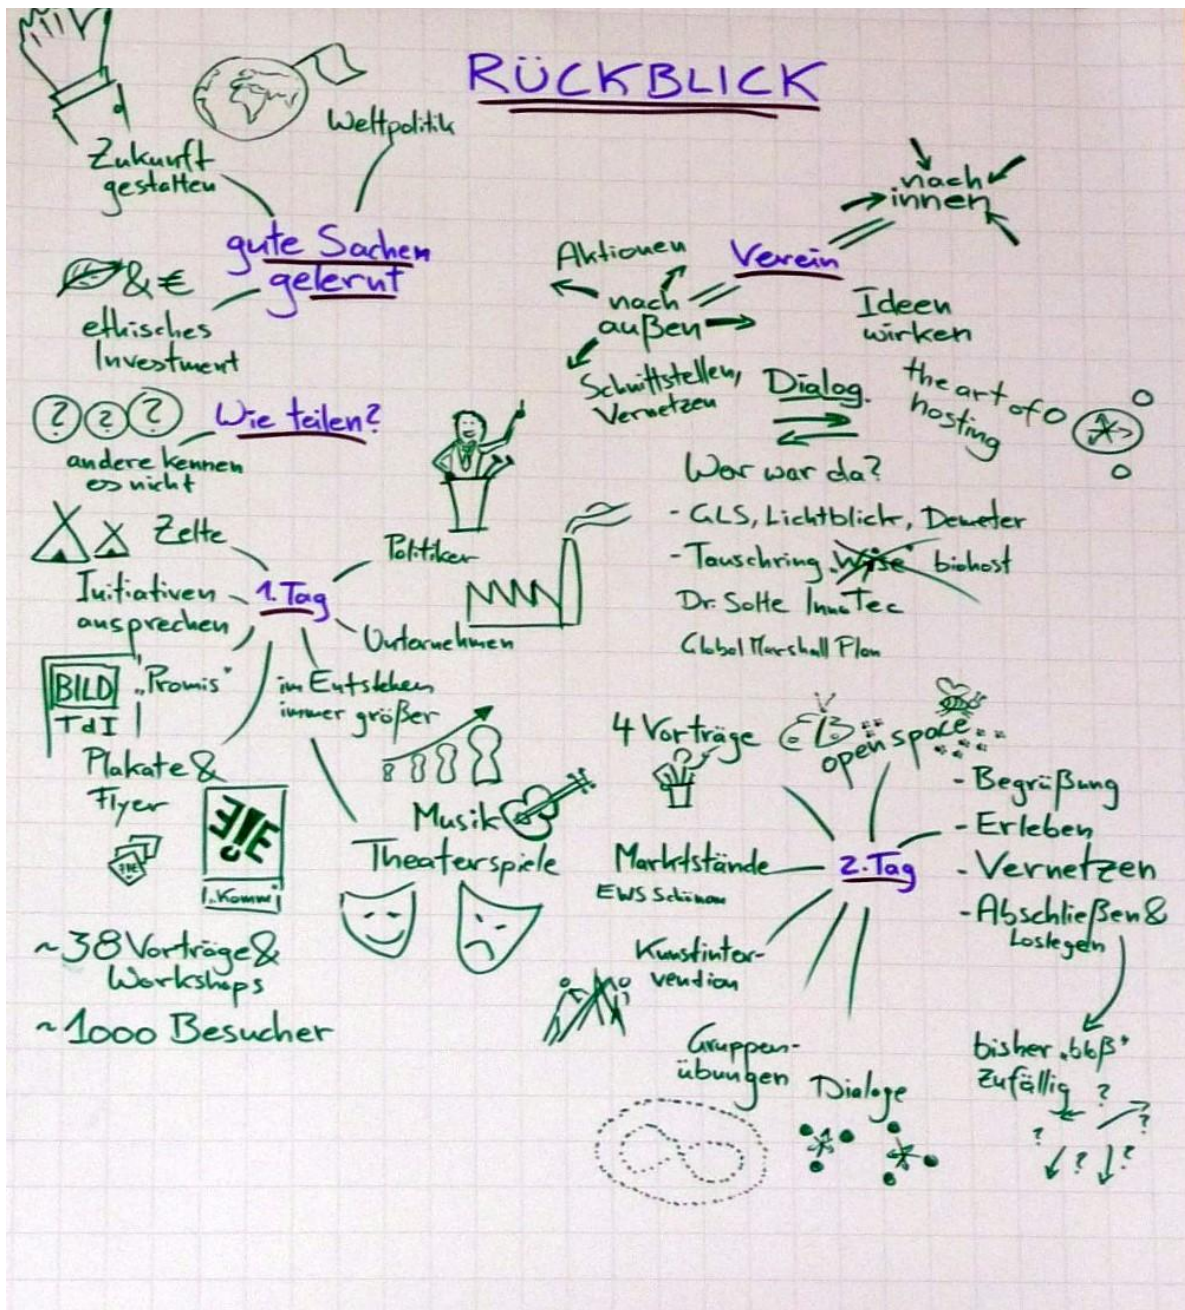 RÜCKBLICK
Weltpolitik
Zukunft
gestalten
gute Sachen
gelernt
& €
ethisches
Investment
Wie teilen?
? ? ?
andere kennen
es nicht
Verein
nach
innen
Aktionen
nach
außen
Schnittstellen,
Vernetzen
Ideen
wirken
Dialog
the art of
hosting
Wer war da?
- GLS, Lichtblick, Demeter
- Tauschring biohost
Dr. Solte InnoTec
Global Marshall Plan
1. Tag
Zelte
Initiativen
ansprechen
Politiker
Unternehmen
BILD
TdI
„Promis"
im Entstehen
immer größer
Plakate &
Flyer
Musik
Theaterspiele
~38 Vorträge &
Workshops
~1000 Besucher
2. Tag
4 Vorträge
open space
- Begrüßung
- Erleben
- Vernetzen
- Abschließen &
Loslegen
Marktstände
EWS Schönau
Kunstinter-
vention
Gruppen-
übungen
Dialoge
bisher „bloß"
zufällig
?
?
?
? ?